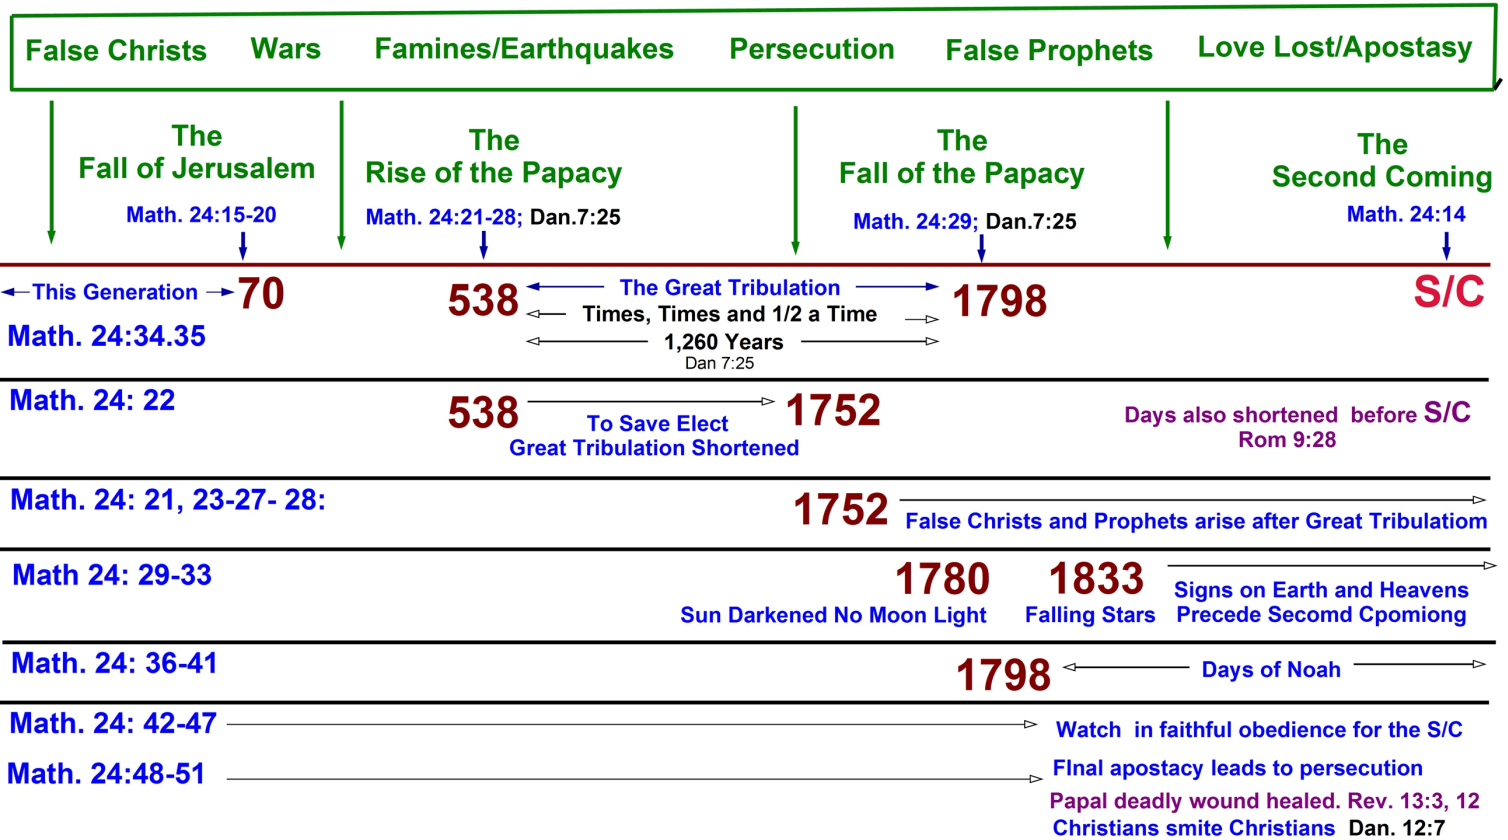 False Christs Wars Famines/Earthquakes Persecution False Prophets Love Lost/Apostasy
The
Fall of Jerusalem
Math. 24:15-20
The
Rise of the Papacy
Math. 24:21-28; Dan.7:25
The
Fall of the Papacy
Math. 24:29; Dan.7:25
The
Second Coming
Math. 24:14
This Generation 70
Math. 24:34.35
538 The Great Tribulation 1798
Times, Times and 1/2 a Time
1,260 Years
Dan 7:25
S/C
Math. 24: 22
538 1752
To Save Elect
Great Tribulation Shortened
Days also shortened before S/C
Rom 9:28
Math. 24: 21, 23-27- 28:
1752
False Christs and Prophets arise after Great Tribulatiom
Math 24: 29-33
1780
Sun Darkened No Moon Light
1833
Falling Stars
Signs on Earth and Heavens
Precede Secomd Cpomiong
Math. 24: 36-41
1798 Days of Noah
Math. 24: 42-47
Watch in faithful obedience for the S/C
Math. 24:48-51
FInal apostacy leads to persecution
Papal deadly wound healed. Rev. 13:3, 12
Christians smite Christians Dan. 12:7